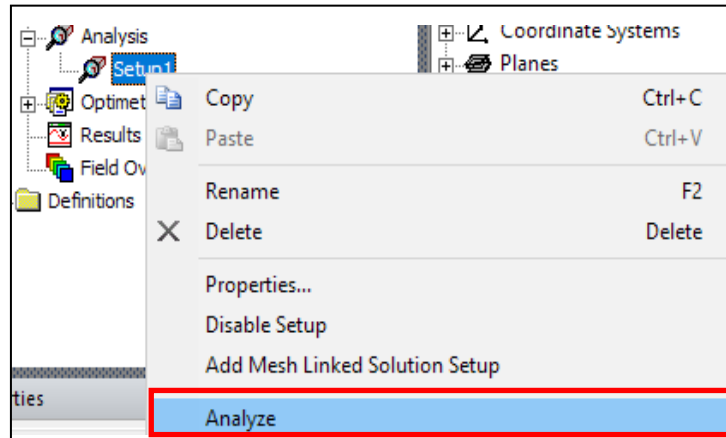 Analysis
Setup1
Optimet
Results
Field Ov
Definitions
ties
Coordinate Systems
Planes
Copy Ctrl+C
Paste Ctrl+V
Rename F2
Delete Delete
Properties...
Disable Setup
Add Mesh Linked Solution Setup
Analyze